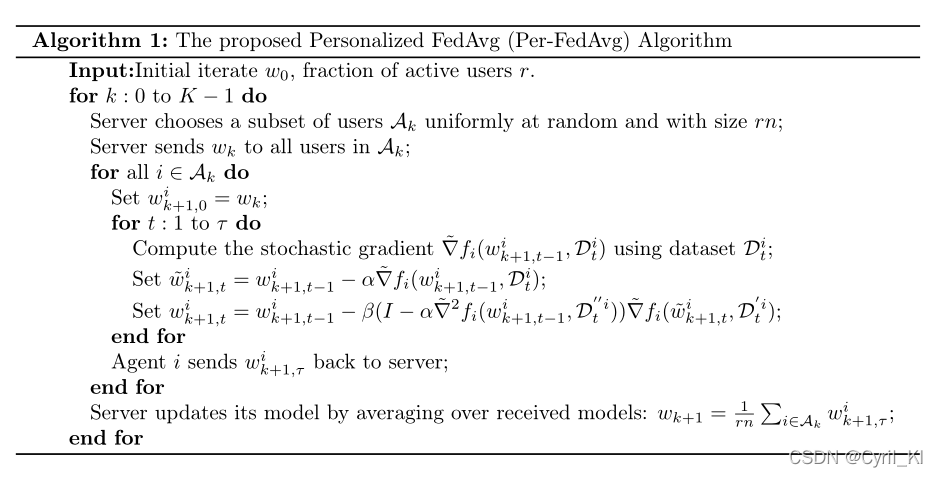 Algorithm 1: The proposed Personalized FedAvg (Per-FedAvg) Algorithm
Input:Initial iterate $w_0$, fraction of active users $r$.
for $k : 0$ to $K - 1$ do
Server chooses a subset of users $\mathcal{A}_k$ uniformly at random and with size $rn$;
Server sends $w_k$ to all users in $\mathcal{A}_k$;
for all $i \in \mathcal{A}_k$ do
Set $w^i_{k+1,0} = w_k$;
for $t : 1$ to $\tau$ do
Compute the stochastic gradient $\tilde{\nabla} f_i(w^i_{k+1,t-1}, \mathcal{D}^i_t)$ using dataset $\mathcal{D}^i_t$;
Set $\tilde{w}^i_{k+1,t} = w^i_{k+1,t-1} - \alpha \tilde{\nabla} f_i(w^i_{k+1,t-1}, \mathcal{D}^i_t)$;
Set $w^i_{k+1,t} = w^i_{k+1,t-1} - \beta(I - \alpha \tilde{\nabla}^2 f_i(w^i_{k+1,t-1}, \mathcal{D}^{''i}_t)) \tilde{\nabla} f_i(\tilde{w}^i_{k+1,t}, \mathcal{D}^{'i}_t)$;
end for
Agent $i$ sends $w^i_{k+1,\tau}$ back to server;
end for
Server updates its model by averaging over received models: $w_{k+1} = \frac{1}{rn} \sum_{i \in \mathcal{A}_k} w^i_{k+1,\tau}$;
end for
CSDN @Cyril_KI